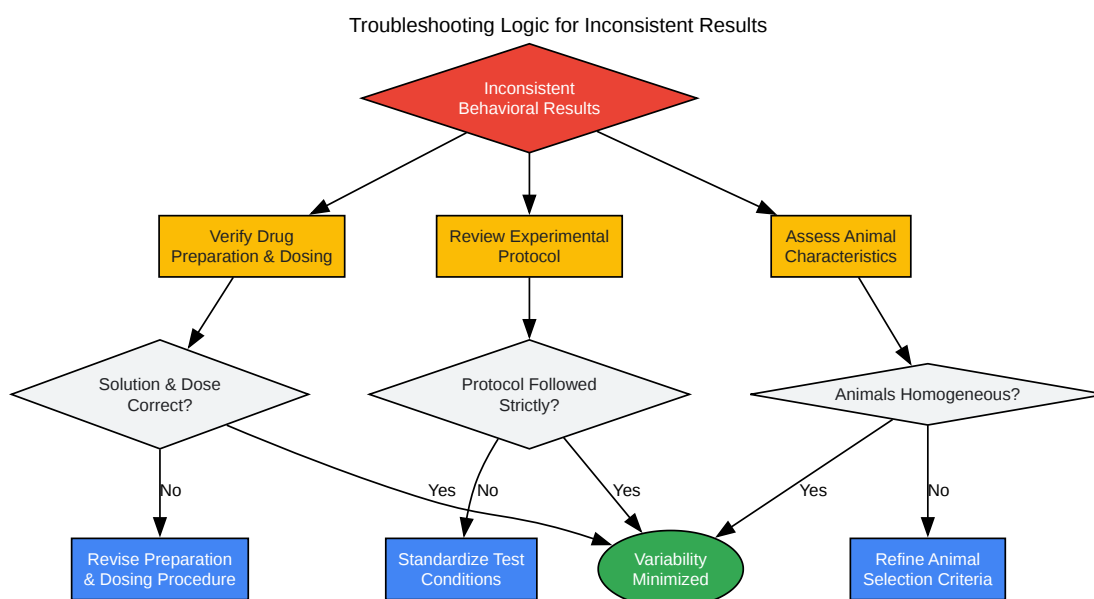 Troubleshooting Logic for Inconsistent Results
Inconsistent
Behavioral Results
Verify Drug
Preparation & Dosing
Review Experimental
Protocol
Assess Animal
Characteristics
Solution & Dose
Correct?
Protocol Followed
Strictly?
Animals Homogeneous?
No
Yes
No
Yes
Yes
No
Revise Preparation
& Dosing Procedure
Standardize Test
Conditions
Variability
Minimized
Refine Animal
Selection Criteria